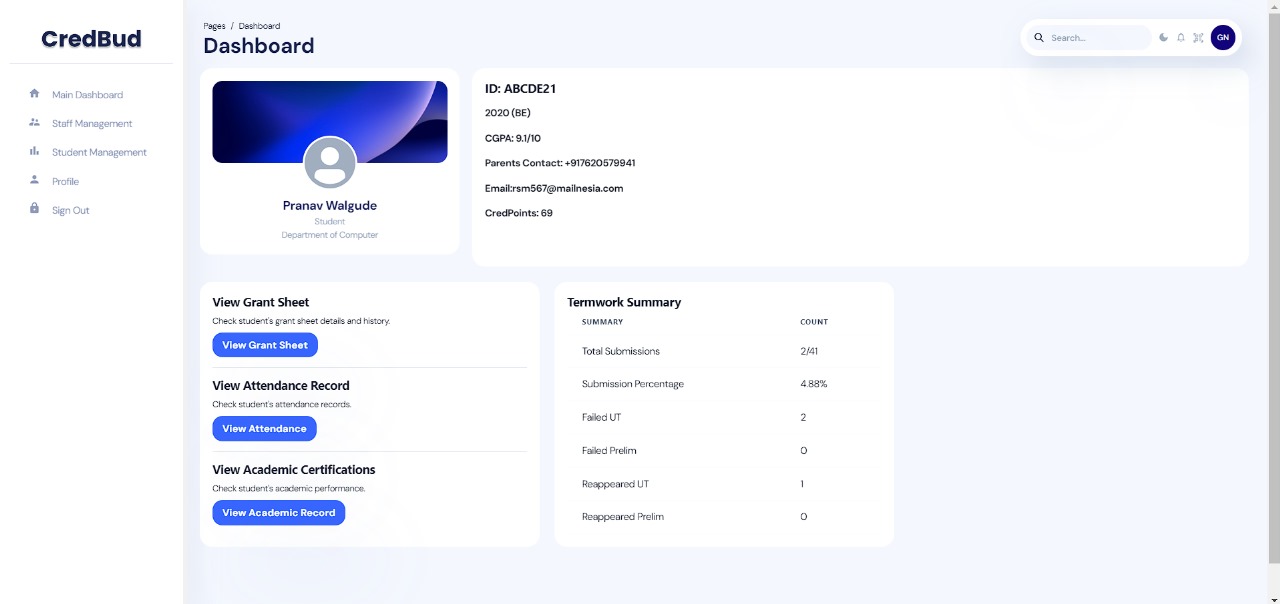 CredBud
Main Dashboard
Staff Management
Student Management
Profile
Sign Out
Pages / Dashboard
Dashboard
Search...
GN
Pranav Walgude
Student
Department of Computer
ID: ABCDE21
2020 (BE)
CGPA: 9.1/10
Parents Contact: +917620579941
Email:rsm567@mailnesia.com
CredPoints: 69
View Grant Sheet
Check student's grant sheet details and history.
View Grant Sheet
View Attendance Record
Check student's attendance records.
View Attendance
View Academic Certifications
Check student's academic performance.
View Academic Record
Termwork Summary
SUMMARY COUNT
Total Submissions 2/41
Submission Percentage 4.88%
Failed UT 2
Failed Prelim 0
Reappeared UT 1
Reappeared Prelim 0